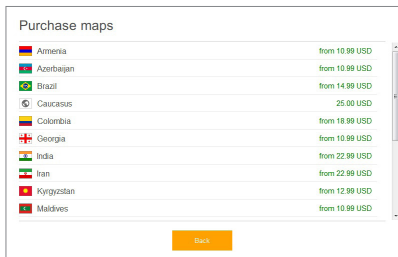 Purchase maps
Armenia from 10.99 USD
Azerbaijan from 10.99 USD
Brazil from 14.99 USD
Caucasus 25.00 USD
Colombia from 18.99 USD
Georgia from 10.99 USD
India from 22.99 USD
Iran from 22.99 USD
Kyrgyzstan from 12.99 USD
Maldives from 10.99 USD
Back